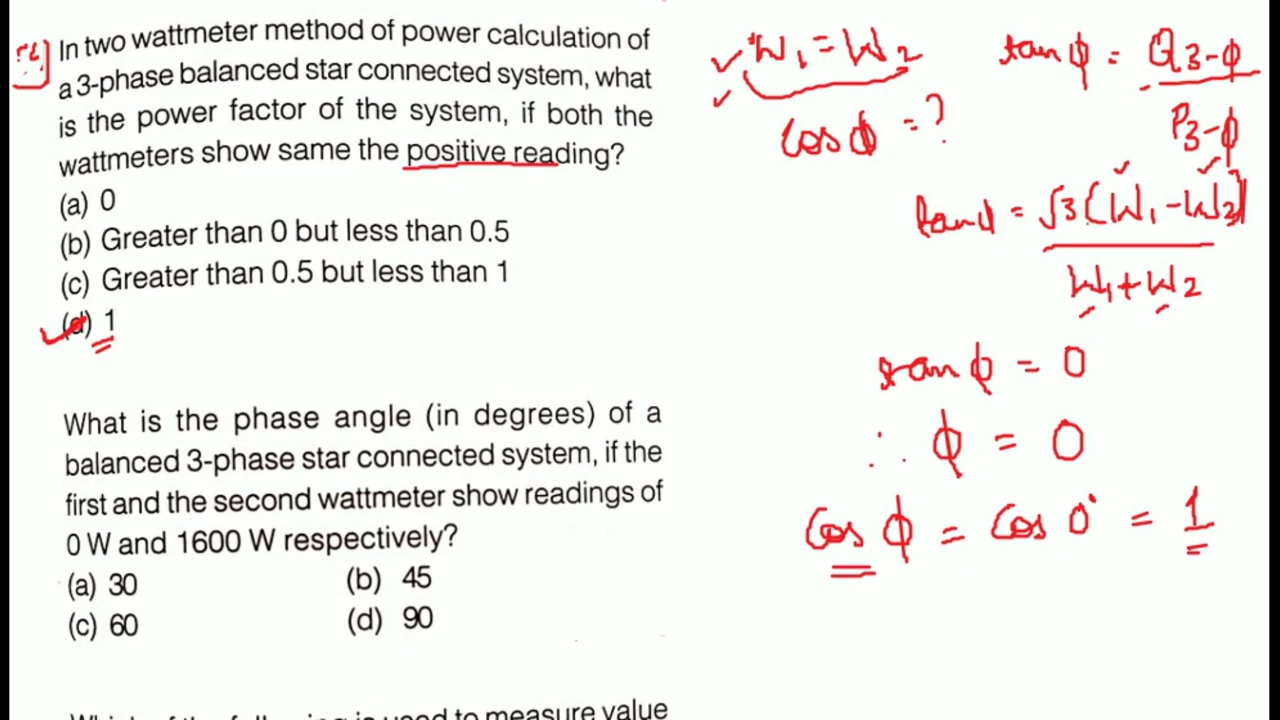 In two wattmeter method of power calculation of
a 3-phase balanced star connected system, what
is the power factor of the system, if both the
wattmeters show same the positive reading?
(a) 0
(b) Greater than 0 but less than 0.5
(c) Greater than 0.5 but less than 1
(d) 1
What is the phase angle (in degrees) of a
balanced 3-phase star connected system, if the
first and the second wattmeter show readings of
0 W and 1600 W respectively?
(a) 30 (b) 45
(c) 60 (d) 90
to measure value
W₁ = W₂
cos ϕ = ?
tan ϕ = Q3-ϕ
P3-ϕ
tan ϕ = √3 (W₁ - W₂)
W₁ + W₂
tan ϕ = 0
∴ ϕ = 0
cos ϕ = cos 0° = 1